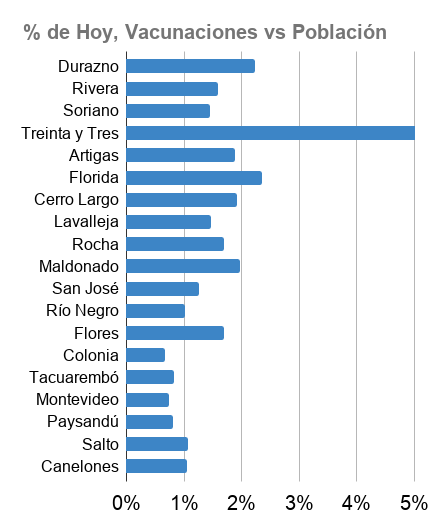 % de Hoy, Vacunaciones vs Población
Durazno
Rivera
Soriano
Treinta y Tres
Artigas
Florida
Cerro Largo
Lavalleja
Rocha
Maldonado
San José
Río Negro
Flores
Colonia
Tacuarembó
Montevideo
Paysandú
Salto
Canelones
0% 1% 2% 3% 4% 5%